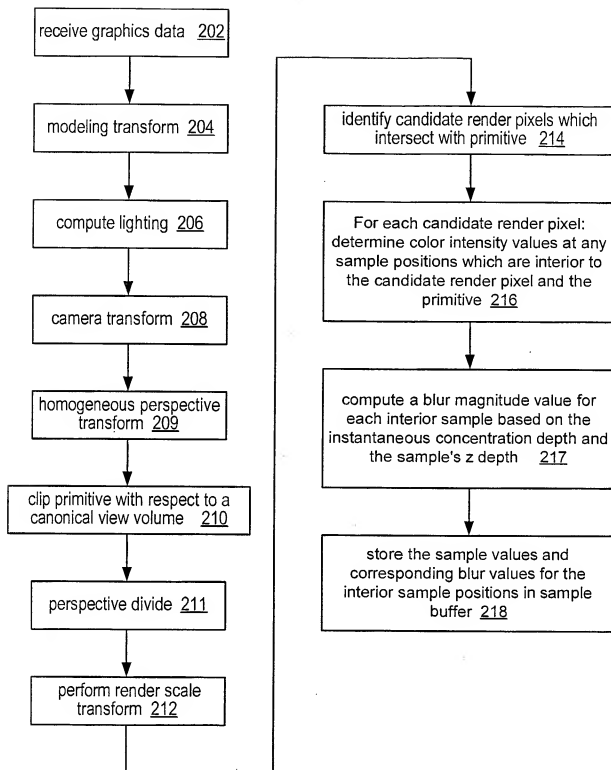 receive graphics data 202
modeling transform 204
compute lighting 206
camera transform 208
homogeneous perspective
transform 209
clip primitive with respect to a
canonical view volume 210
perspective divide 211
perform render scale
transform 212
identify candidate render pixels which
intersect with primitive 214
For each candidate render pixel:
determine color intensity values at any
sample positions which are interior to
the candidate render pixel and the
primitive 216
compute a blur magnitude value for
each interior sample based on the
instantaneous concentration depth and
the sample's z depth 217
store the sample values and
corresponding blur values for the
interior sample positions in sample
buffer 218